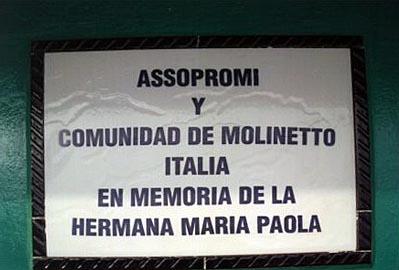 ASSOPROMI
Y
COMUNIDAD DE MOLINETTO
ITALIA
EN MEMORIA DE LA
HERMANA MARIA PAOLA